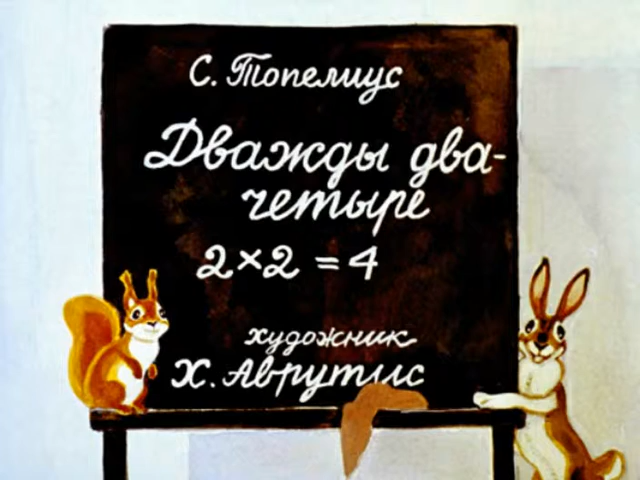 С. Топелиус
Дважды два-
четыре
2×2 = 4
художник
Х. Аврутис